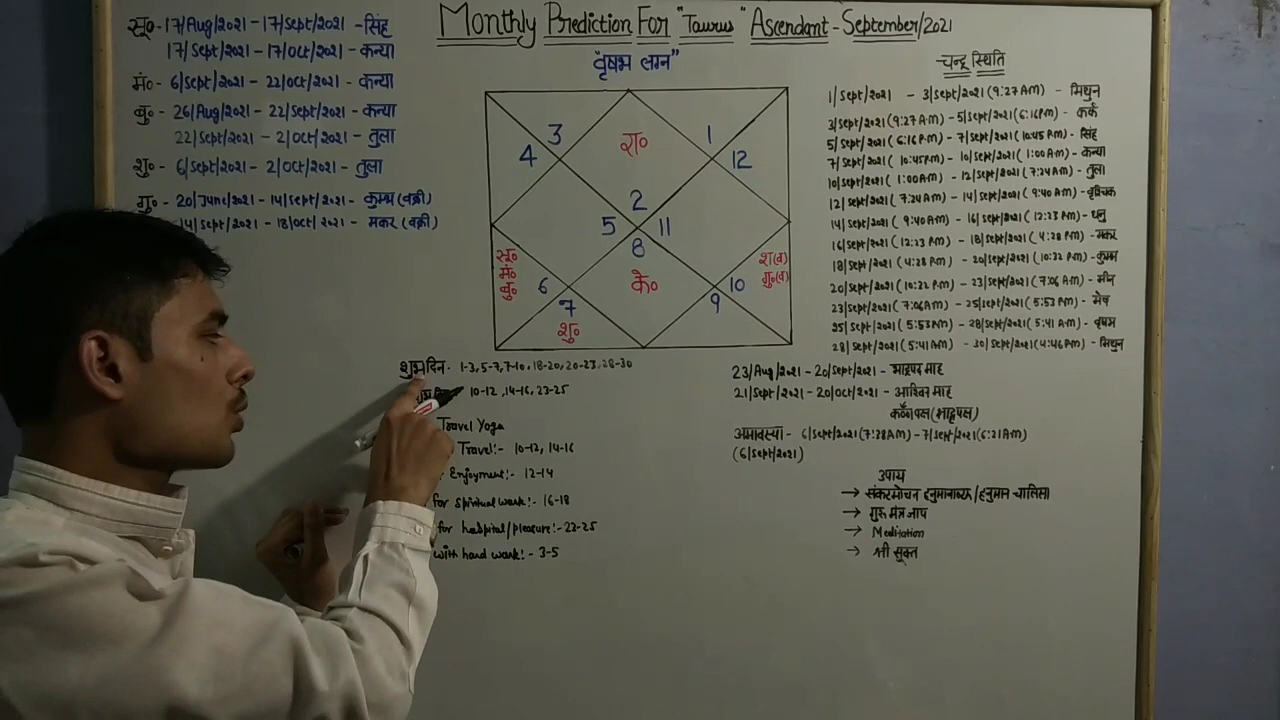 Monthly Prediction For "Taurus" Ascendant - September/2021
"वृषभ लग्न"
सू० - 17/Aug/2021 - 17/Sept/2021 - सिंह
17/Sept/2021 - 17/Oct/2021 - कन्या
मं० - 6/Sept/2021 - 22/Oct/2021 - कन्या
बु० - 26/Aug/2021 - 22/Sept/2021 - कन्या
22/Sept/2021 - 2/Oct/2021 - तुला
शु० - 6/Sept/2021 - 2/Oct/2021 - तुला
गु० - 20/June/2021 - 14/Sept/2021 - कुम्भ (वक्री)
14/Sept/2021 - 18/Oct/2021 - मकर (वक्री)
3
रा०
1
4
12
2
5
11
8
सू०
मं०
बु०
6
के०
10
श(व)
गु०(व)
7
9
शु०
- चन्द्र स्थिति
1/Sept/2021 - 3/Sept/2021 (9:27 AM) - मिथुन
3/Sept/2021 (9:27 AM) - 5/Sept/2021 (6:16 PM) - कर्क
5/Sept/2021 (6:16 PM) - 7/Sept/2021 (10:45 PM) - सिंह
7/Sept/2021 (10:45 PM) - 10/Sept/2021 (1:00 AM) - कन्या
10/Sept/2021 (1:00 AM) - 12/Sept/2021 (7:24 AM) - तुला
12/Sept/2021 (7:24 AM) - 14/Sept/2021 (9:40 AM) - वृश्चिक
14/Sept/2021 (9:40 AM) - 16/Sept/2021 (12:23 PM) - धनु
16/Sept/2021 (12:23 PM) - 18/Sept/2021 (4:28 PM) - मकर
18/Sept/2021 (4:28 PM) - 20/Sept/2021 (10:32 PM) - कुम्भ
20/Sept/2021 (10:22 PM) - 23/Sept/2021 (7:06 AM) - मीन
23/Sept/2021 (7:06 AM) - 25/Sept/2021 (5:53 PM) - मेष
25/Sept/2021 (5:53 PM) - 28/Sept/2021 (5:41 AM) - वृषभ
28/Sept/2021 (5:41 AM) - 30/Sept/2021 (4:46 PM) - मिथुन
शुभ दिन - 1-3, 5-7, 7-10, 18-20, 20-23, 28-30
10-12, 14-16, 23-25
Travel Yoga
Travel:- 10-12, 14-16
Enjoyment:- 12-14
for spiritual work:- 16-18
for hospital/pleasure:- 22-25
with hard work:- 3-5
23/Aug/2021 - 20/Sept/2021 - भाद्रपद माह
21/Sept/2021 - 20/Oct/2021 - आश्विन माह
अमावस्या - 6/Sept/2021 (7:28 AM) - 7/Sept/2021 (6:21 AM)
(6/Sept/2021)
उपाय
→ संकटमोचन हनुमानाष्टक/हनुमान चालिसा
→ गुरु मंत्र जाप
→ Meditation
→ श्री सूक्त